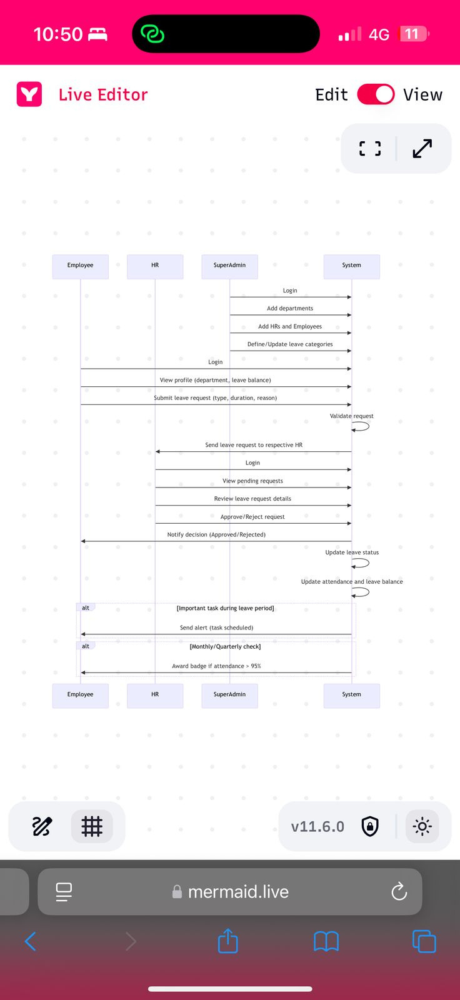 10:50
4G
11
Live Editor
Edit
View
Employee
HR
SuperAdmin
System
Login
Add departments
Add HRs and Employees
Define/Update leave categories
Login
View profile (department, leave balance)
Submit leave request (type, duration, reason)
Validate request
Send leave request to respective HR
Login
View pending requests
Review leave request details
Approve/Reject request
Notify decision (Approved/Rejected)
Update leave status
Update attendance and leave balance
alt
[Important task during leave period]
Send alert (task scheduled)
alt
[Monthly/Quarterly check]
Award badge if attendance > 95%
Employee
HR
SuperAdmin
System
v11.6.0
mermaid.live